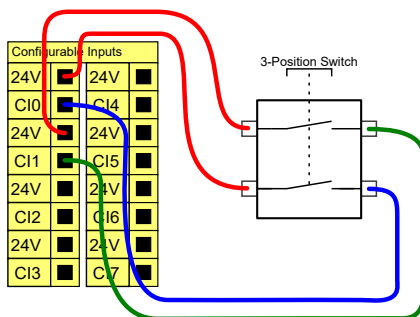 3-Position Switch
Configurable Inputs
24V 24V
CI0 CI4
24V 24V
CI1 CI5
24V 24V
CI2 CI6
24V 24V
CI3 CI7